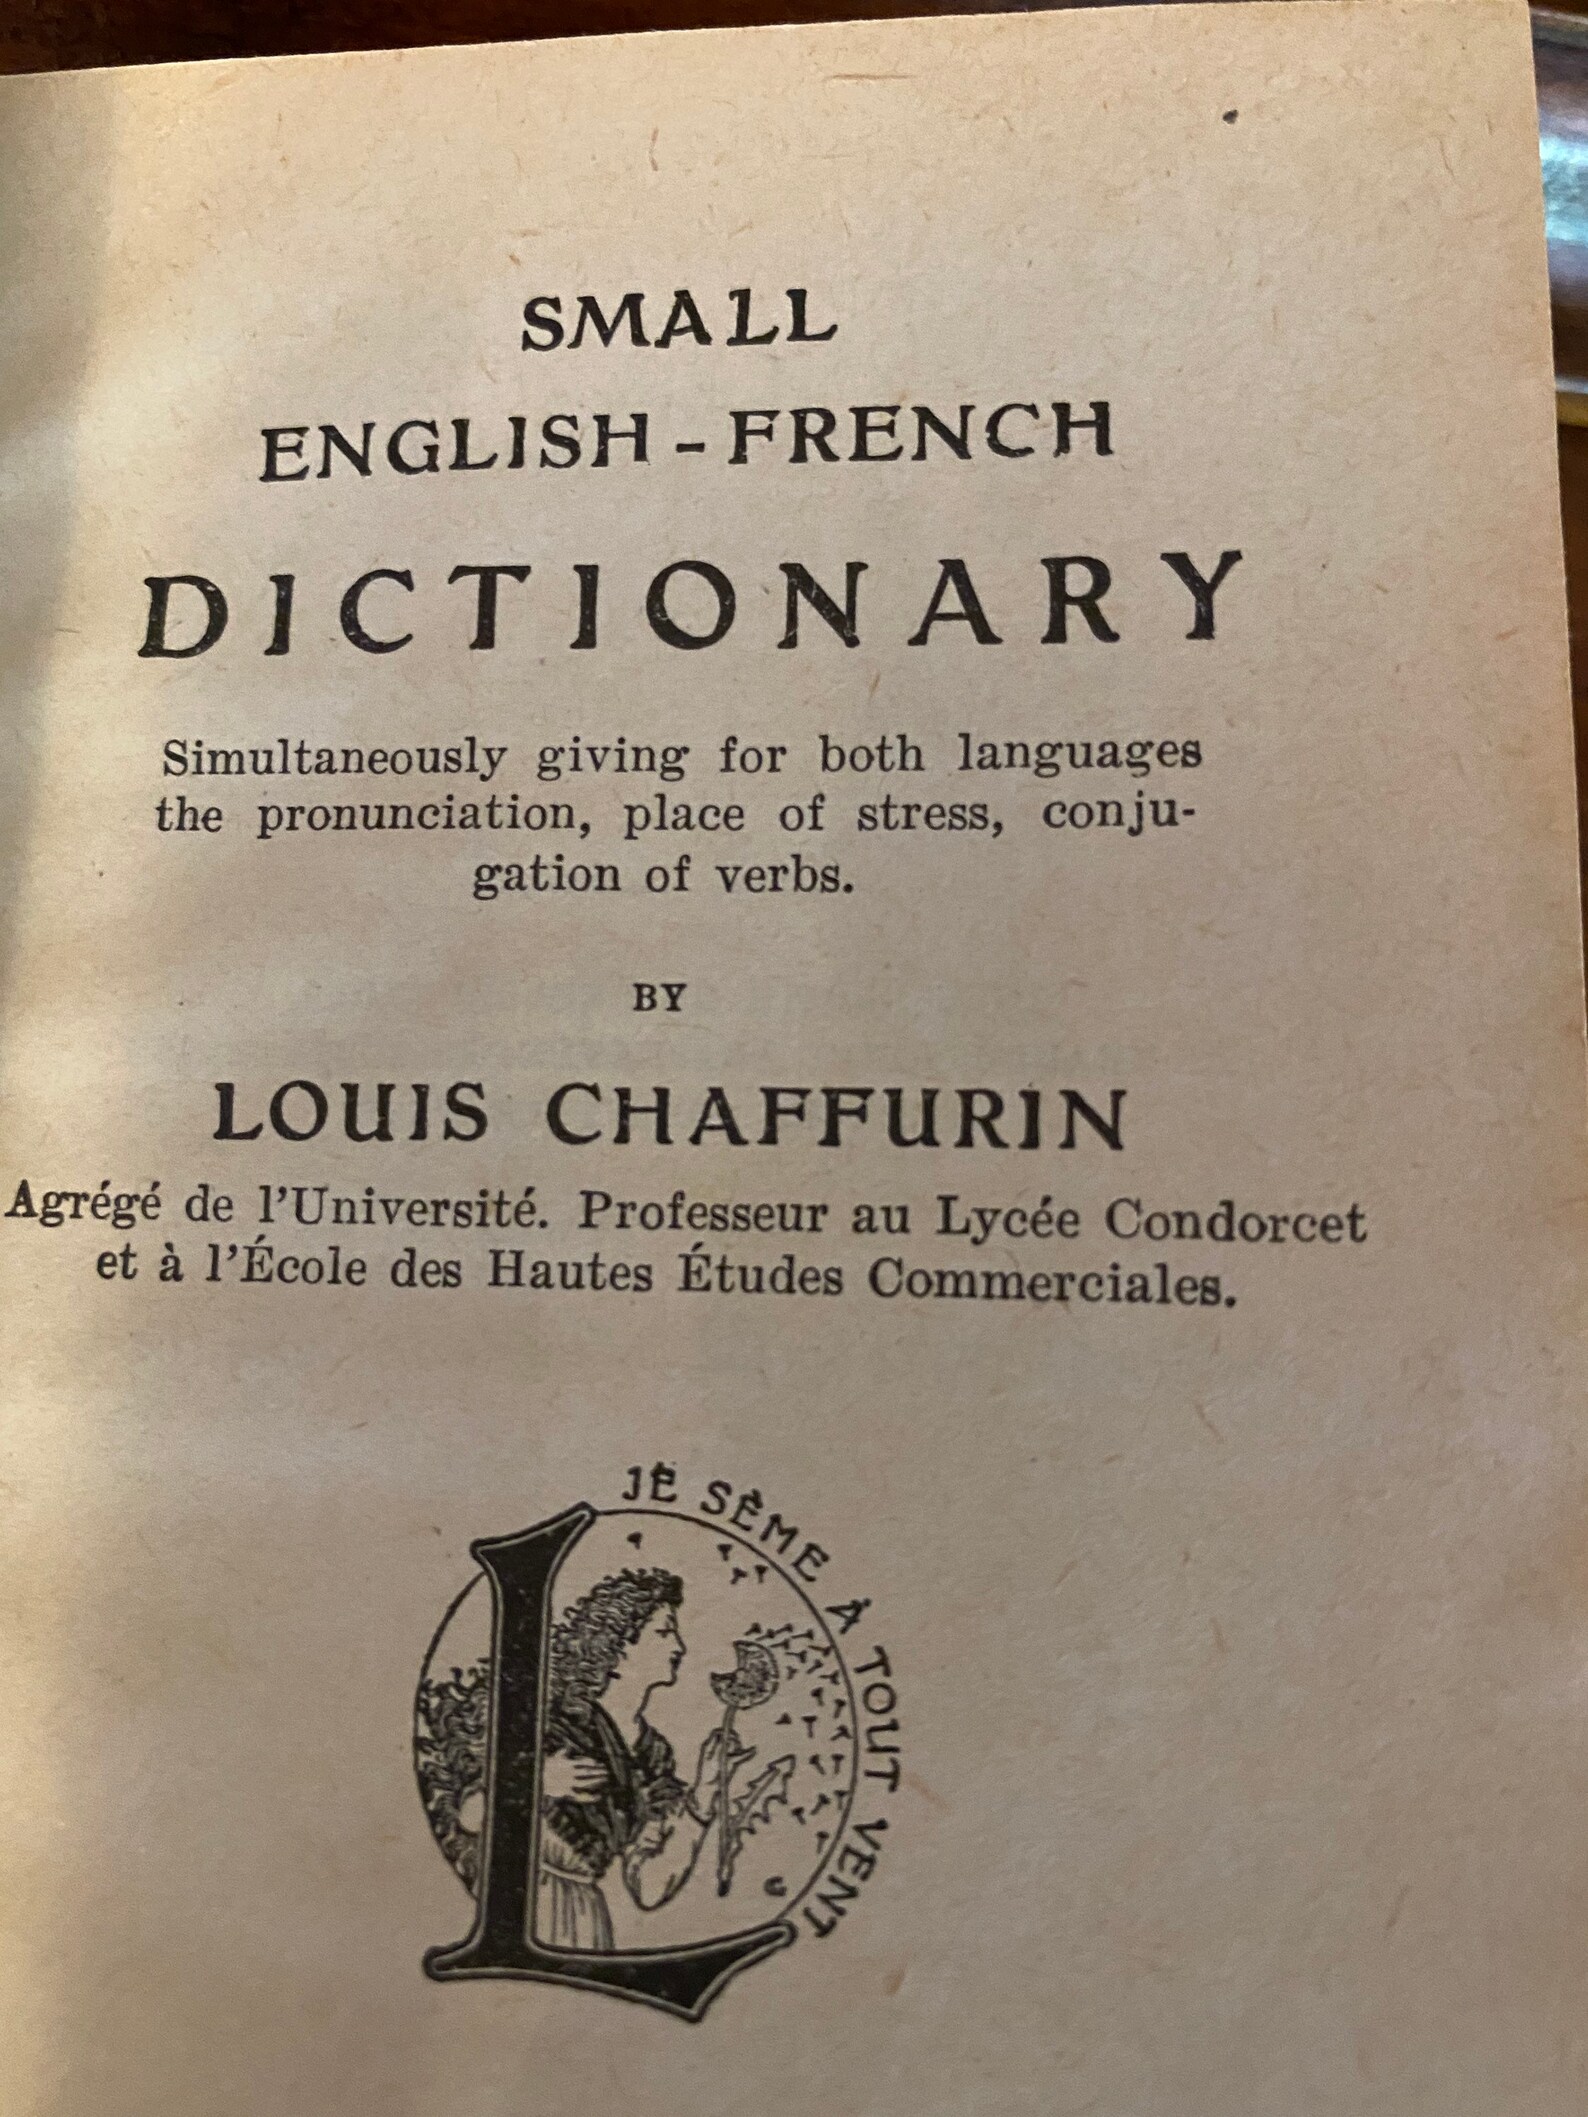 SMALL
ENGLISH-FRENCH
DICTIONARY
Simultaneously giving for both languages
the pronunciation, place of stress, conju-
gation of verbs.
BY
LOUIS CHAFFURIN
Agrégé de l'Université. Professeur au Lycée Condorcet
et à l'École des Hautes Études Commerciales.
JE SÈME À TOUT VENT
L